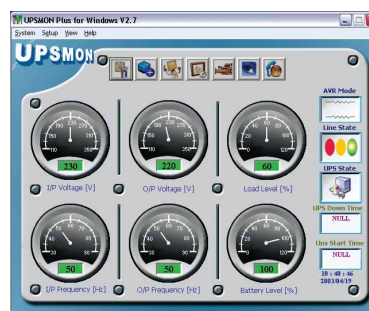 UPSMON Plus for Windows V2.7
System Setup View Help
UPSMON
AVR Mode
230
220
60
I/P Voltage [V]
O/P Voltage [V]
Load Level [%]
Line State
UPS State
50
50
100
I/P Frequency [Hz]
O/P Frequency [Hz]
Battery Level [%]
UPS Down Time
NULL
Ups Start Time
NULL
10 : 40 : 46
2003/04/19